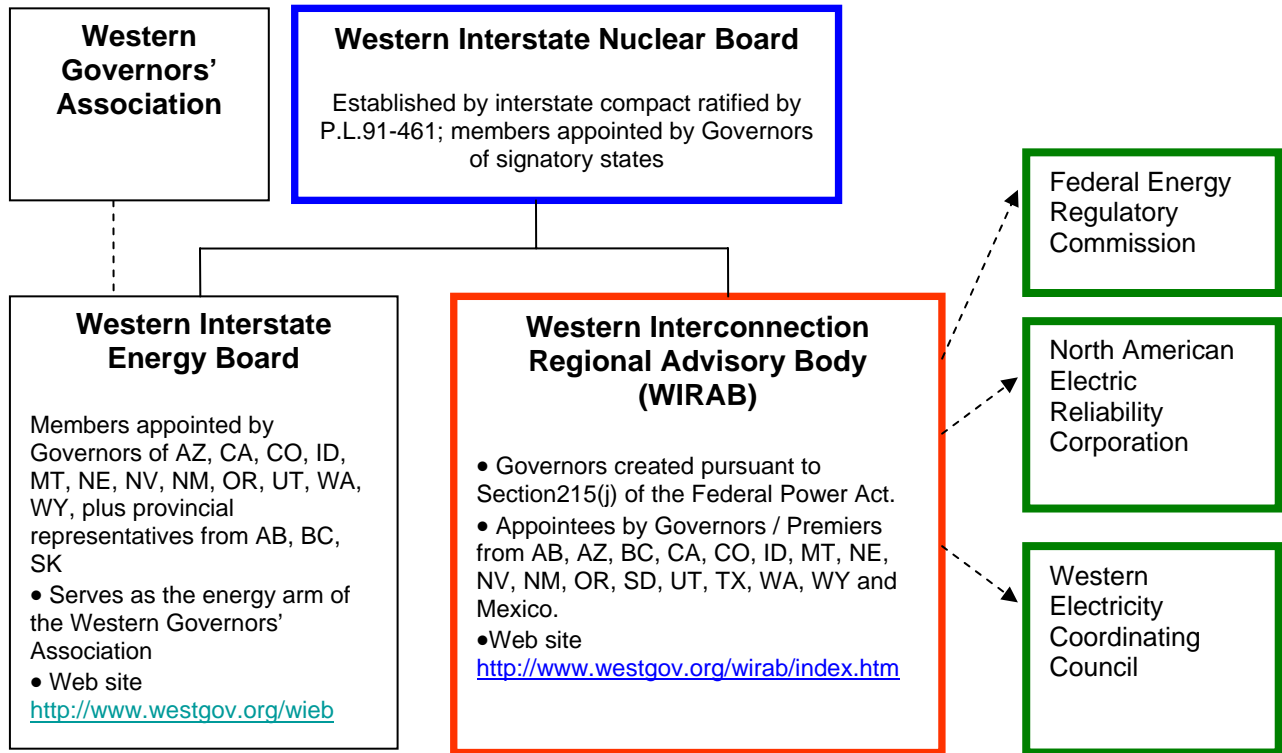 Western
Governors'
Association
Western Interstate Nuclear Board
Established by interstate compact ratified by
P.L.91-461; members appointed by Governors
of signatory states
Federal Energy
Regulatory
Commission
Western Interstate
Energy Board
Members appointed by
Governors of AZ, CA, CO, ID,
MT, NE, NV, NM, OR, UT, WA,
WY, plus provincial
representatives from AB, BC,
SK
• Serves as the energy arm of
the Western Governors'
Association
• Web site
http://www.westgov.org/wieb
Western Interconnection
Regional Advisory Body
(WIRAB)
• Governors created pursuant to
Section215(j) of the Federal Power Act.
• Appointees by Governors / Premiers
from AB, AZ, BC, CA, CO, ID, MT, NE,
NV, NM, OR, SD, UT, TX, WA, WY and
Mexico.
•Web site
http://www.westgov.org/wirab/index.htm
North American
Electric
Reliability
Corporation
Western
Electricity
Coordinating
Council